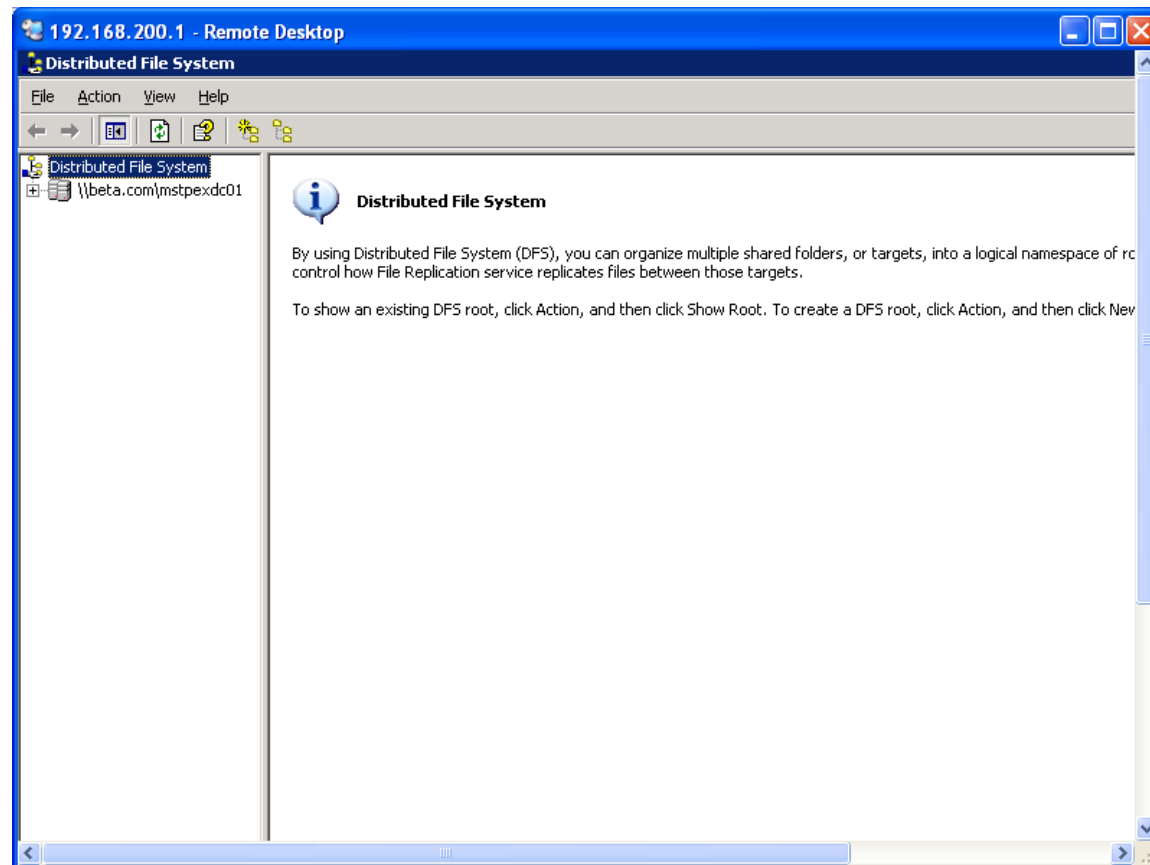 192.168.200.1 - Remote Desktop
Distributed File System
File Action View Help
Distributed File System
\\beta.com\mstpexdc01
Distributed File System
By using Distributed File System (DFS), you can organize multiple shared folders, or targets, into a logical namespace of
control how File Replication service replicates files between those targets.
To show an existing DFS root, click Action, and then click Show Root. To create a DFS root, click Action, and then click